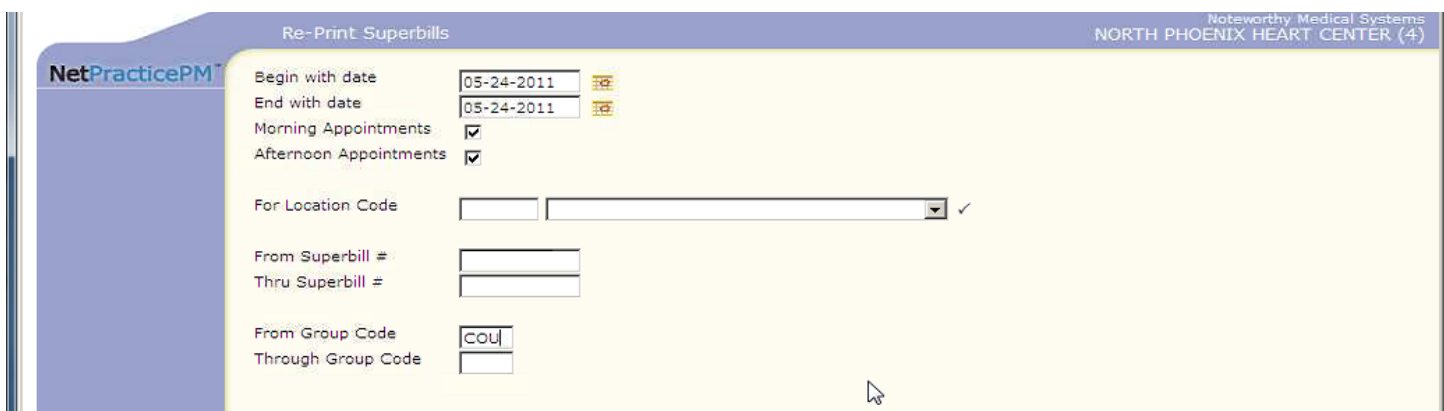 Noteworthy Medical Systems
Re-Print Superbills
NORTH PHOENIX HEART CENTER (4)
NetPracticePM™
Begin with date 05-24-2011
End with date 05-24-2011
Morning Appointments
Afternoon Appointments
For Location Code
From Superbill #
Thru Superbill #
From Group Code COU
Through Group Code